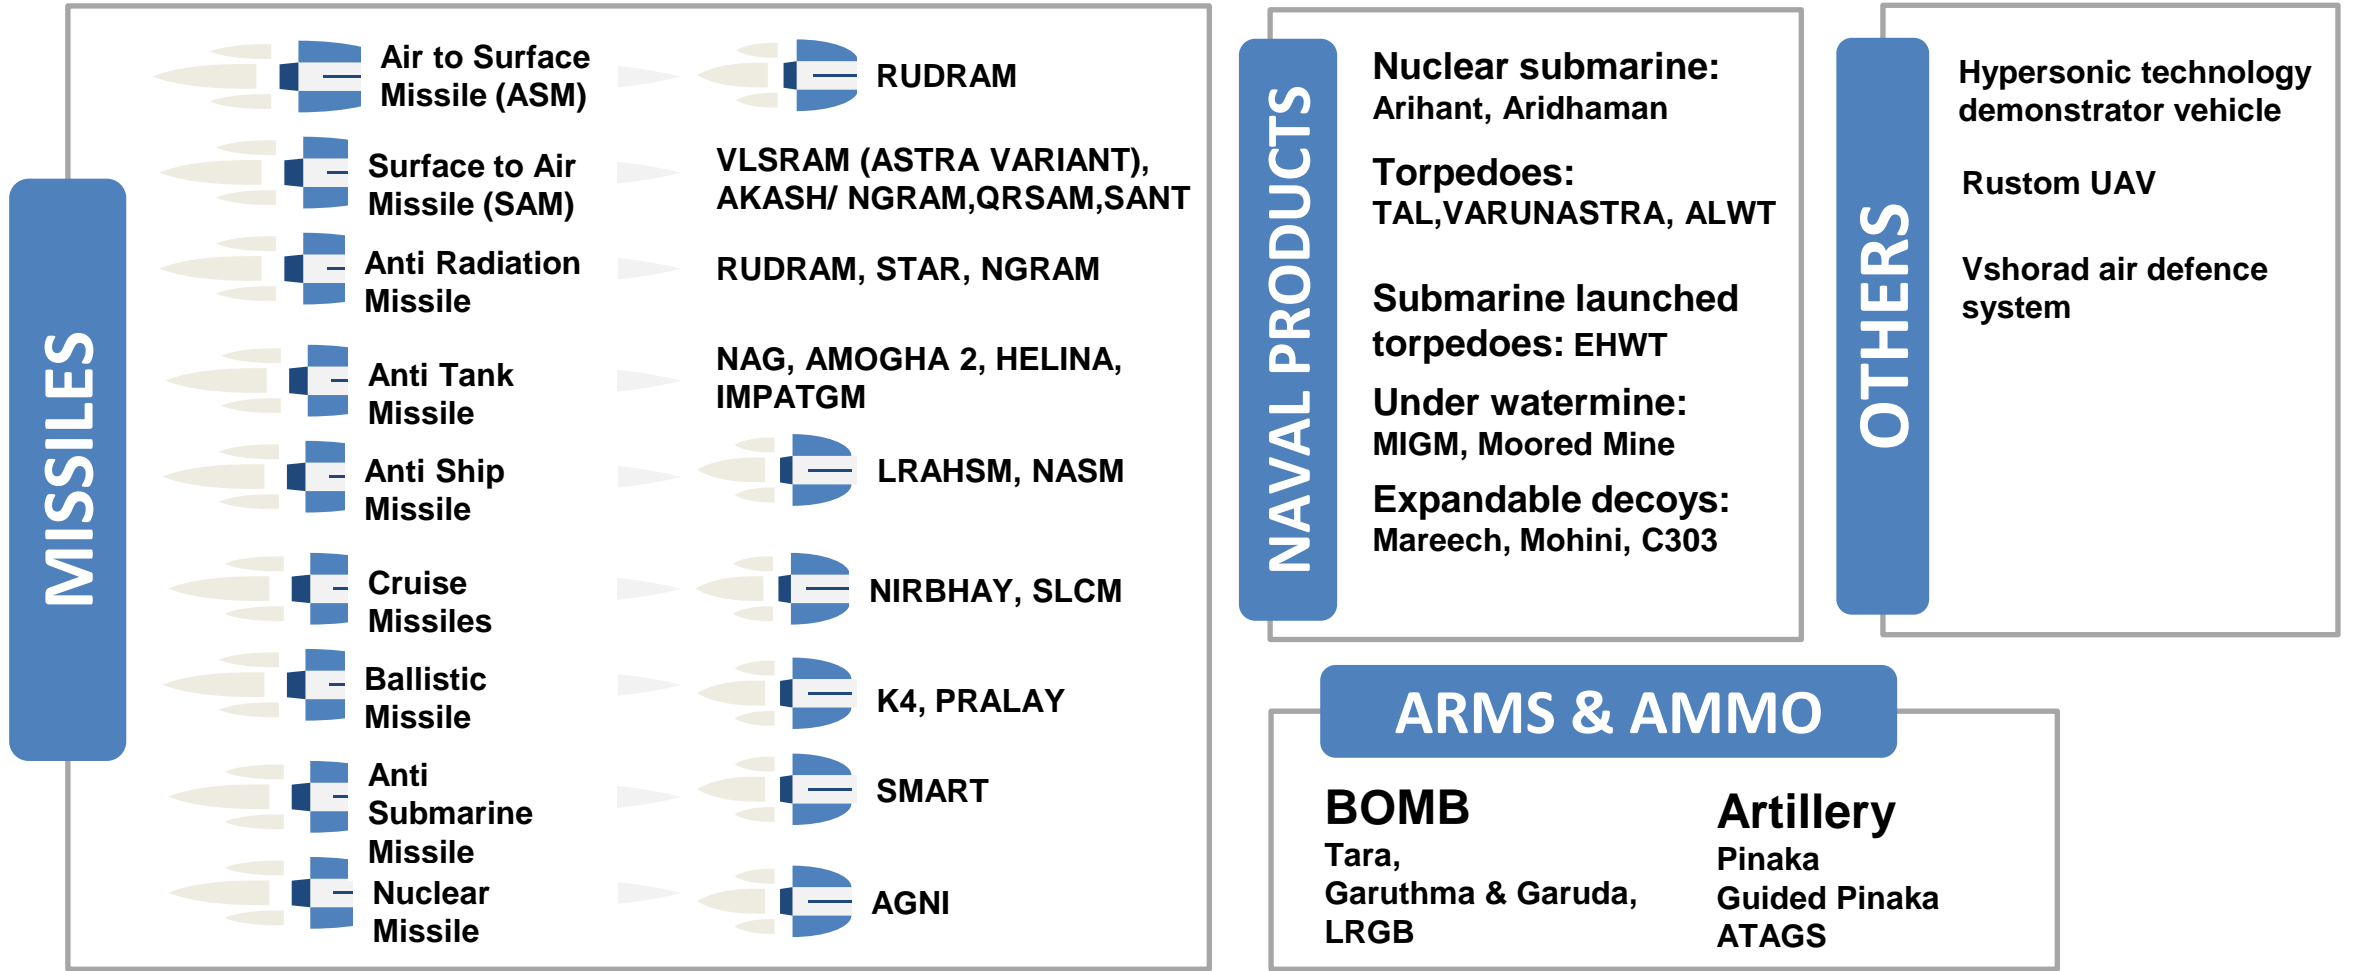 MISSILES
Air to Surface
Missile (ASM)
RUDRAM
Surface to Air
Missile (SAM)
VLSRAM (ASTRA VARIANT),
AKASH/ NGRAM,QRSAM,SANT
Anti Radiation
Missile
RUDRAM, STAR, NGRAM
Anti Tank
Missile
NAG, AMOGHA 2, HELINA,
IMPATGM
Anti Ship
Missile
LRAHSM, NASM
Cruise
Missiles
NIRBHAY, SLCM
Ballistic
Missile
K4, PRALAY
Anti
Submarine
Missile
SMART
Nuclear
Missile
AGNI
NAVAL PRODUCTS
Nuclear submarine:
Arihant, Aridhaman
Torpedoes:
TAL,VARUNASTRA, ALWT
Submarine launched
torpedoes: EHWT
Under watermine:
MIGM, Moored Mine
Expandable decoys:
Mareech, Mohini, C303
OTHERS
Hypersonic technology
demonstrator vehicle
Rustom UAV
Vshorad air defence
system
ARMS & AMMO
BOMB
Tara,
Garuthma & Garuda,
LRGB
Artillery
Pinaka
Guided Pinaka
ATAGS